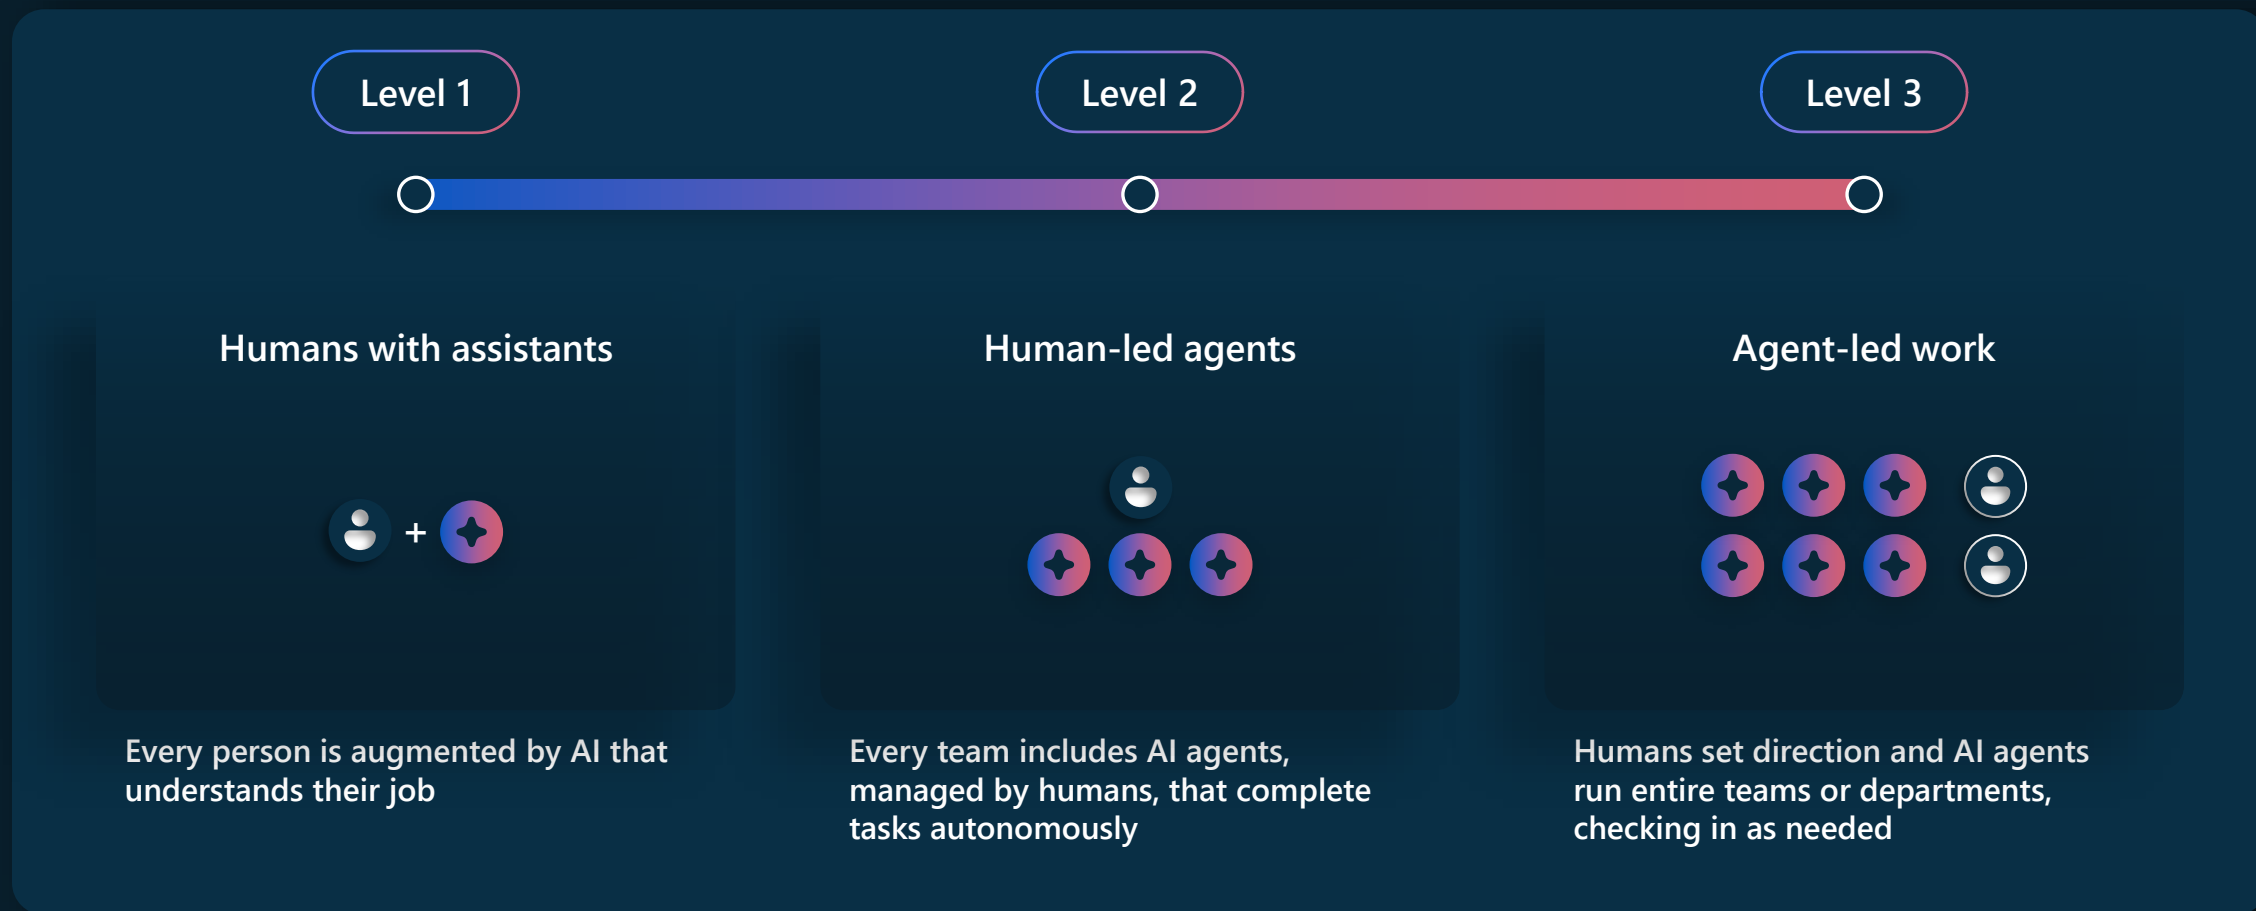 Level 1
Level 2
Level 3
Humans with assistants
+
Every person is augmented by AI that
understands their job
Human-led agents
Every team includes AI agents,
managed by humans, that complete
tasks autonomously
Agent-led work
Humans set direction and AI agents
run entire teams or departments,
checking in as needed